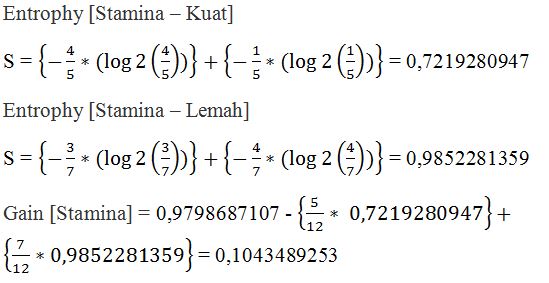 Entrophy [Stamina – Kuat]
S = {−4/5 * (log 2 (4/5))} + {−1/5 * (log 2 (1/5))} = 0,7219280947
Entrophy [Stamina – Lemah]
S = {−3/7 * (log 2 (3/7))} + {−4/7 * (log 2 (4/7))} = 0,9852281359
Gain [Stamina] = 0,9798687107 - {5/12 * 0,7219280947} +
{7/12 * 0,9852281359} = 0,1043489253